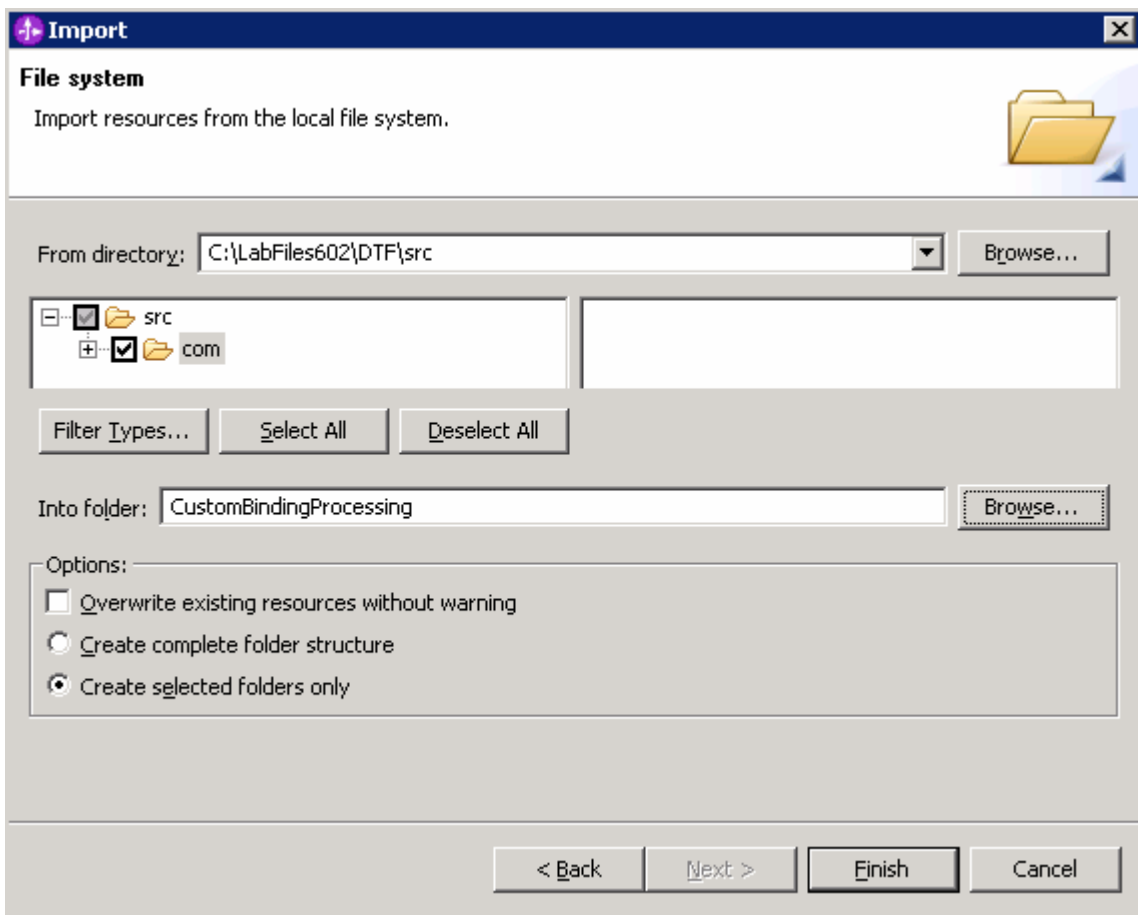 Import
File system
Import resources from the local file system.
From directory: C:\LabFiles602\DTF\src Browse...
src
com
Filter Types... Select All Deselect All
Into folder: CustomBindingProcessing Browse...
Options:
Overwrite existing resources without warning
Create complete folder structure
Create selected folders only
< Back Next > Finish Cancel